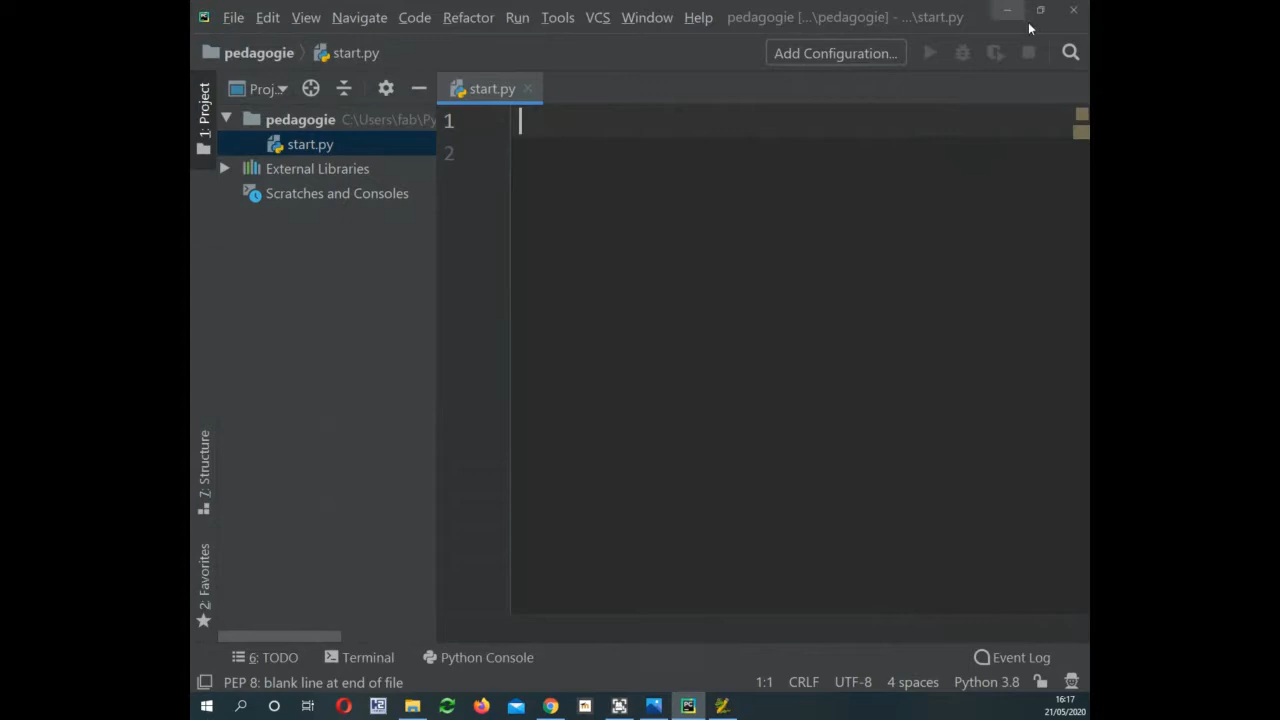 File Edit View Navigate Code Refactor Run Tools VCS Window Help pedagogie [...\pedagogie] - ...\start.py
pedagogie start.py Add Configuration...
1: Project
Proj..
start.py
pedagogie C:\Users\fab\Py
start.py
External Libraries
Scratches and Consoles
1
2
7: Structure
2: Favorites
6: TODO Terminal Python Console Event Log
PEP 8: blank line at end of file 1:1 CRLF UTF-8 4 spaces Python 3.8
16:17
21/05/2020